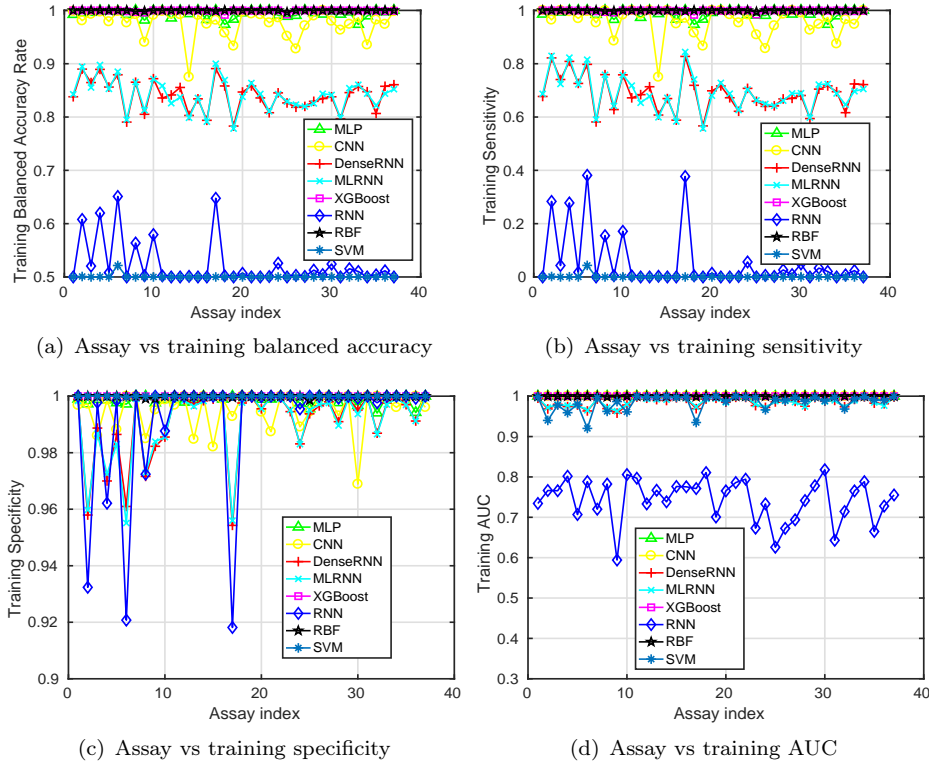 1
0.9
0.8
0.7
0.6
0.5
0
10
20
30
40
Training Balanced Accuracy Rate
Assay index
MLP
CNN
DenseRNN
MLRNN
XGBoost
RNN
RBF
SVM
(a) Assay vs training balanced accuracy
1
0.8
0.6
0.4
0.2
0
0
10
20
30
40
Training Sensitivity
Assay index
MLP
CNN
DenseRNN
MLRNN
XGBoost
RNN
RBF
SVM
(b) Assay vs training sensitivity
1
0.98
0.96
0.94
0.92
0.9
0
10
20
30
40
Training Specificity
Assay index
MLP
CNN
DenseRNN
MLRNN
XGBoost
RNN
RBF
SVM
(c) Assay vs training specificity
1
0.9
0.8
0.7
0.6
0.5
0.4
0.3
0
10
20
30
40
Training AUC
Assay index
MLP
CNN
DenseRNN
MLRNN
XGBoost
RNN
RBF
SVM
(d) Assay vs training AUC